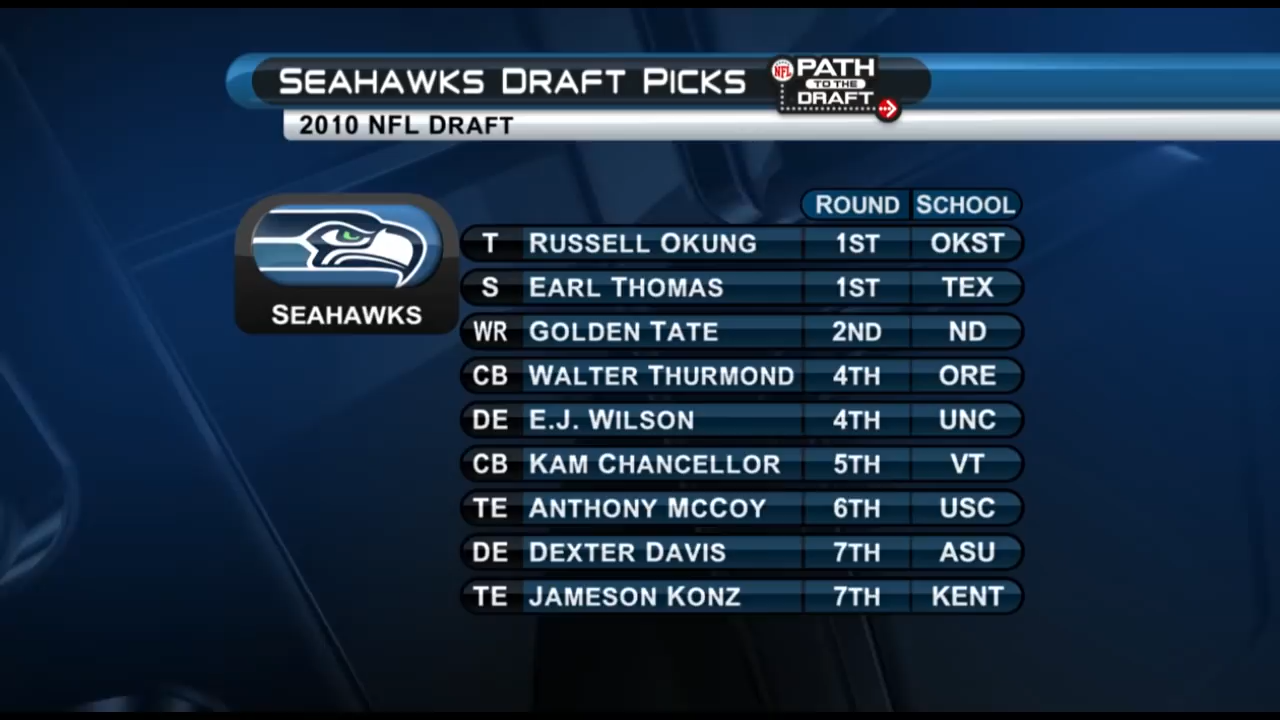 SEAHAWKS DRAFT PICKS NFL PATH TO THE DRAFT
2010 NFL DRAFT
SEAHAWKS
ROUND SCHOOL
T RUSSELL OKUNG 1ST OKST
S EARL THOMAS 1ST TEX
WR GOLDEN TATE 2ND ND
CB WALTER THURMOND 4TH ORE
DE E.J. WILSON 4TH UNC
CB KAM CHANCELLOR 5TH VT
TE ANTHONY MCCOY 6TH USC
DE DEXTER DAVIS 7TH ASU
TE JAMESON KONZ 7TH KENT